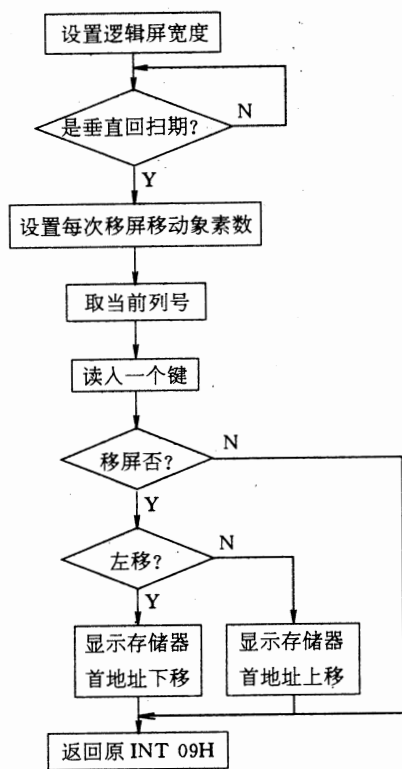 设置逻辑屏宽度
N
是垂直回扫期?
Y
设置每次移屏移动象素数
取当前列号
读入一个键
N
移屏否?
Y
N
左移?
Y
显示存储器
首地址下移
显示存储器
首地址上移
返回原INT 09H